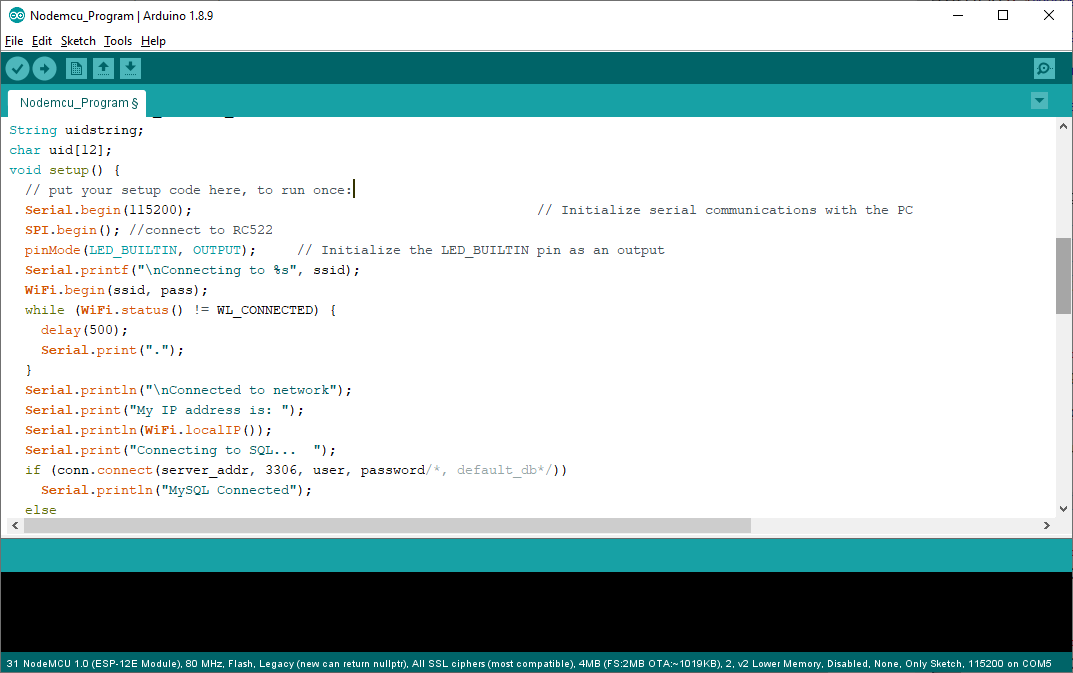 Nodemcu_Program | Arduino 1.8.9
File Edit Sketch Tools Help
Nodemcu_Program §
String uidstring;
char uid[12];
void setup() {
  // put your setup code here, to run once:
  Serial.begin(115200);                                           // Initialize serial communications with the PC
  SPI.begin(); //connect to RC522
  pinMode(LED_BUILTIN, OUTPUT);     // Initialize the LED_BUILTIN pin as an output
  Serial.printf("\nConnecting to %s", ssid);
  WiFi.begin(ssid, pass);
  while (WiFi.status() != WL_CONNECTED) {
    delay(500);
    Serial.print(".");
  }
  Serial.println("\nConnected to network");
  Serial.print("My IP address is: ");
  Serial.println(WiFi.localIP());
  Serial.print("Connecting to SQL...  ");
  if (conn.connect(server_addr, 3306, user, password/*, default_db*/))
    Serial.println("MySQL Connected");
  else
31 NodeMCU 1.0 (ESP-12E Module), 80 MHz, Flash, Legacy (new can return nullptr), All SSL ciphers (most compatible), 4MB (FS:2MB OTA:~1019KB), 2, v2 Lower Memory, Disabled, None, Only Sketch, 115200 on COM5